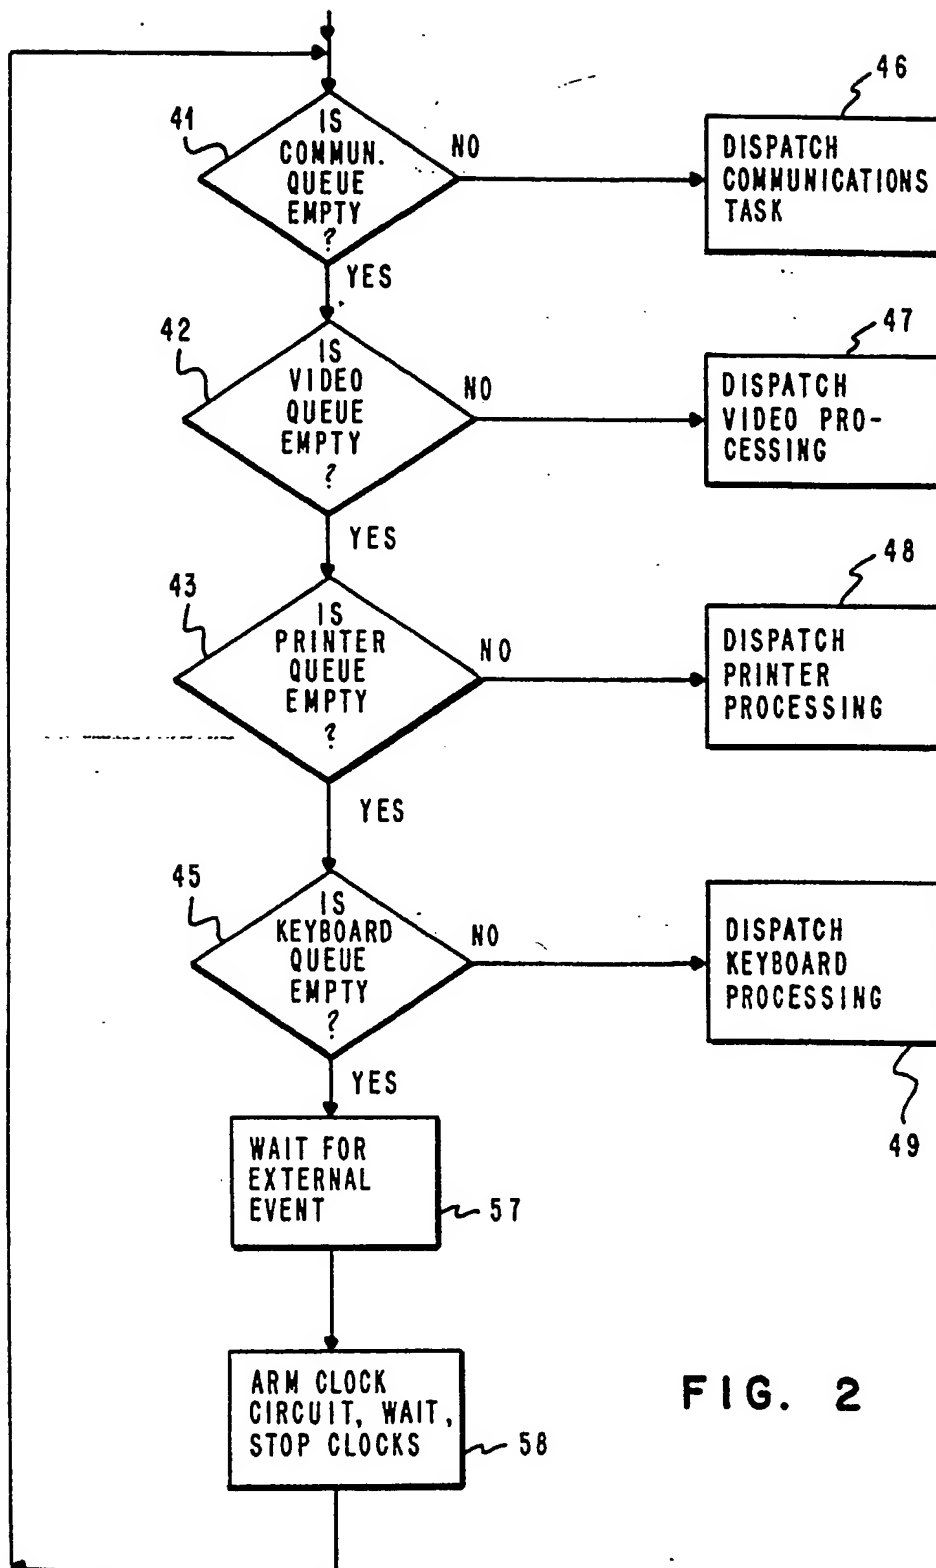 46
41
IS
COMMUN.
QUEUE
EMPTY
?
NO
DISPATCH
COMMUNICATIONS
TASK
YES
47
42
IS
VIDEO
QUEUE
EMPTY
?
NO
DISPATCH
VIDEO PRO-
CESSING
YES
48
43
IS
PRINTER
QUEUE
EMPTY
?
NO
DISPATCH
PRINTER
PROCESSING
YES
45
IS
KEYBOARD
QUEUE
EMPTY
?
NO
DISPATCH
KEYBOARD
PROCESSING
YES
49
WAIT FOR
EXTERNAL
EVENT
57
ARM CLOCK
CIRCUIT, WAIT,
STOP CLOCKS
58
FIG. 2